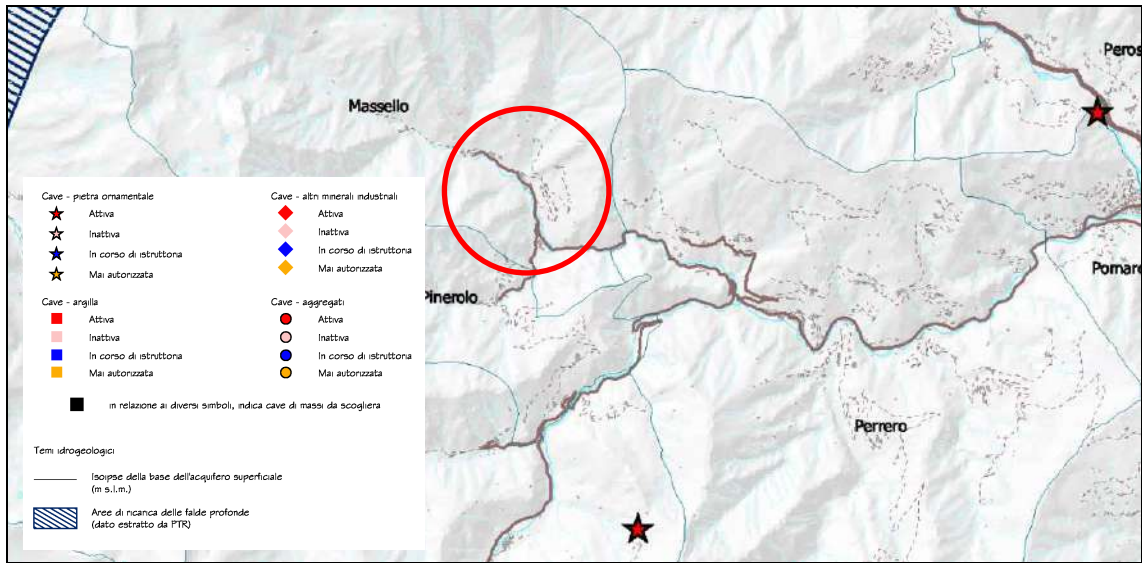 Massello
Peros
Pinerolo
Pomare
Perrero
Cave - pietra ornamentale
Attiva
Inattiva
In corso di istruttoria
Mai autorizzata
Cave - altri minerali industriali
Attiva
Inattiva
In corso di istruttoria
Mai autorizzata
Cave - argilla
Attiva
Inattiva
In corso di istruttoria
Mai autorizzata
Cave - aggregati
Attiva
Inattiva
In corso di istruttoria
Mai autorizzata
in relazione ai diversi simboli, indica cave di massi da scogliera
Temi idrogeologici
Isoipse della base dell'acquifero superficiale
(m s.l.m.)
Aree di ricarica delle falde profonde
(dato estratto da PTR)